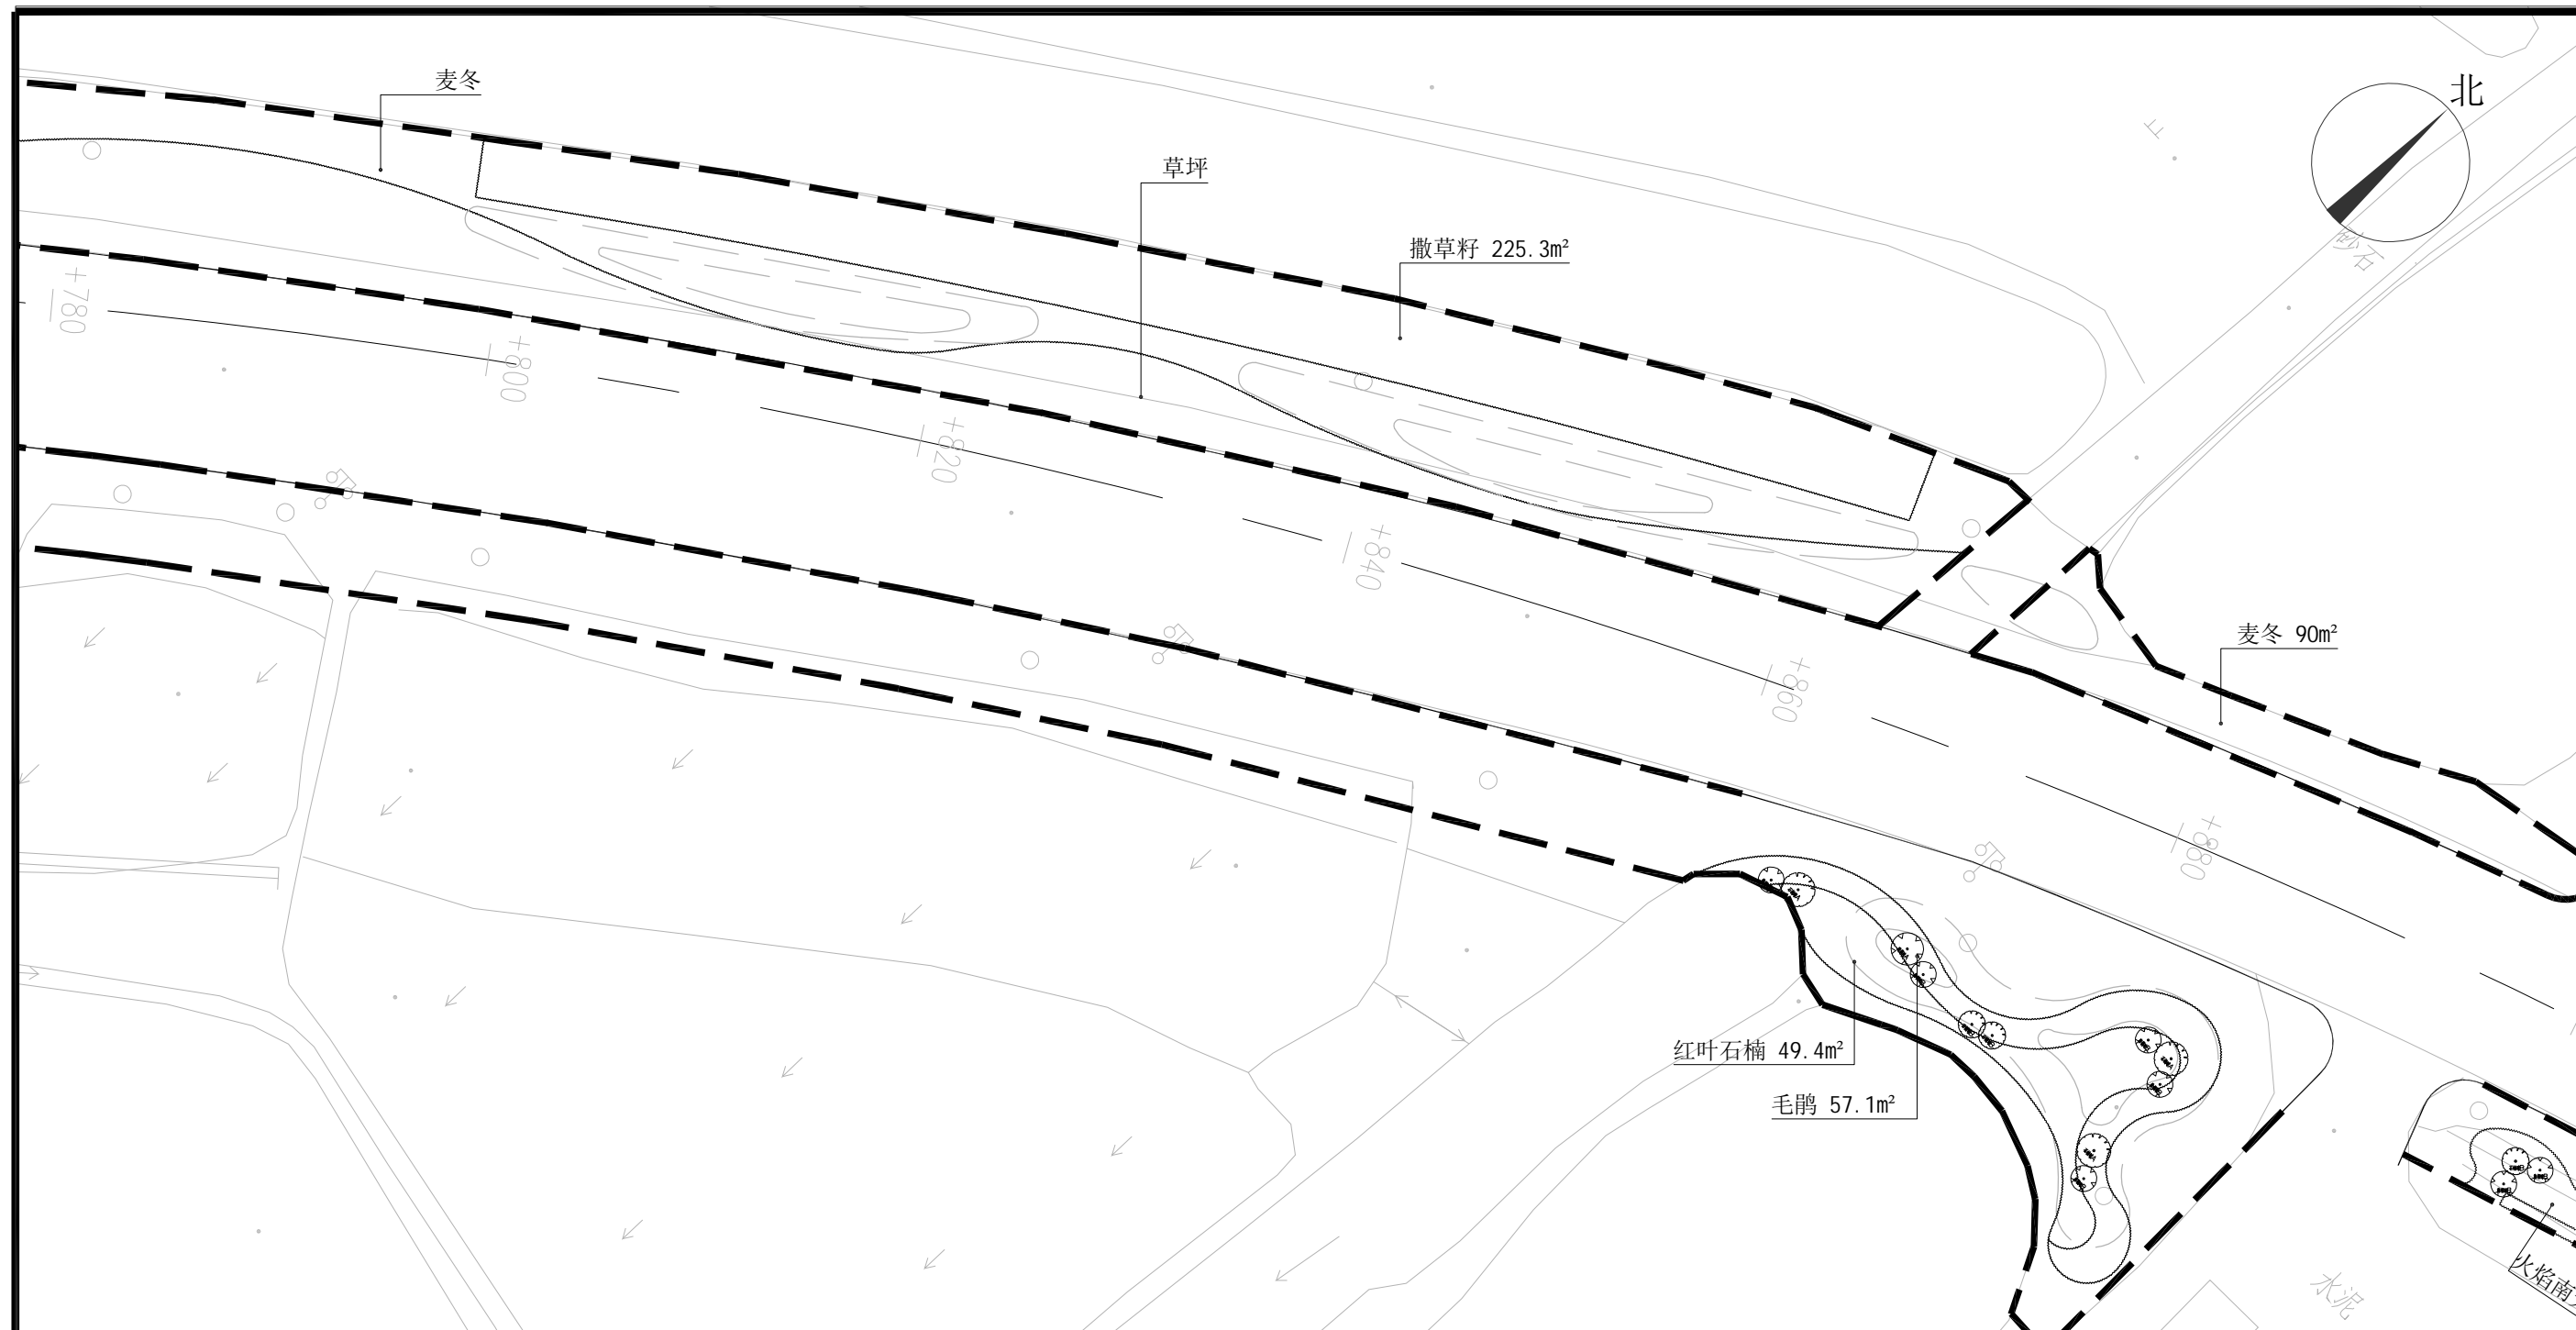 麦冬
北
草坪
撒草籽 225.3m²
砂石
+780
+800
+820
+840
麦冬 90m²
+860
+880
红叶石楠 49.4m²
毛鹃 57.1m²
火焰南
水泥